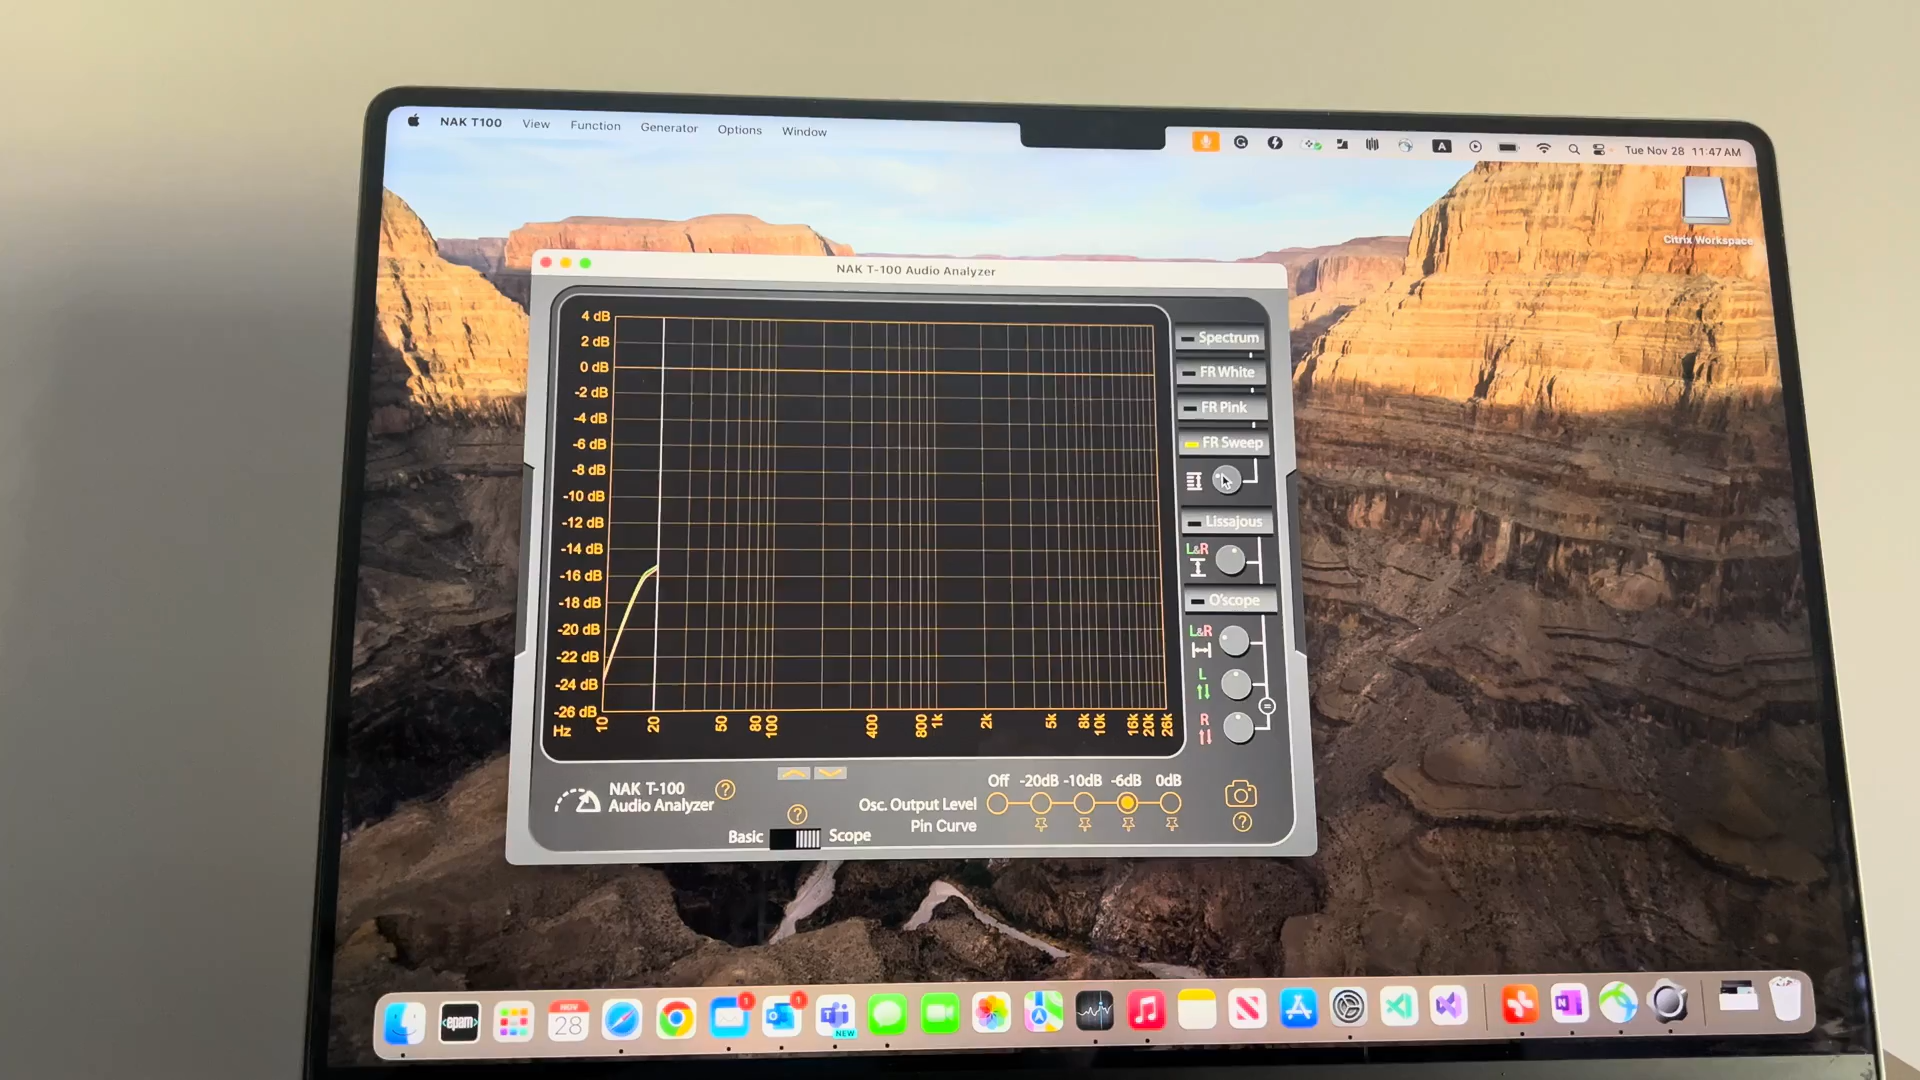 NAK T100 View Function Generator Options Window
A
Tue Nov 28 11:47 AM
Citrix Workspace
NAK T-100 Audio Analyzer
4 dB
2 dB
0 dB
-2 dB
-4 dB
-6 dB
-8 dB
-10 dB
-12 dB
-14 dB
-16 dB
-18 dB
-20 dB
-22 dB
-24 dB
-26 dB
Hz 10 20 50 80 100 400 800 1k 2k 5k 8k 10k 16k 20k 26k
Spectrum
FR White
FR Pink
FR Sweep
Lissajous
L&R
O'scope
L&R
L
R
=
NAK T-100 ?
Audio Analyzer
?
Basic Scope
Off -20dB -10dB -6dB 0dB
Osc. Output Level
Pin Curve
?
<epam>
NOV
28
1
1
T
NEW
N